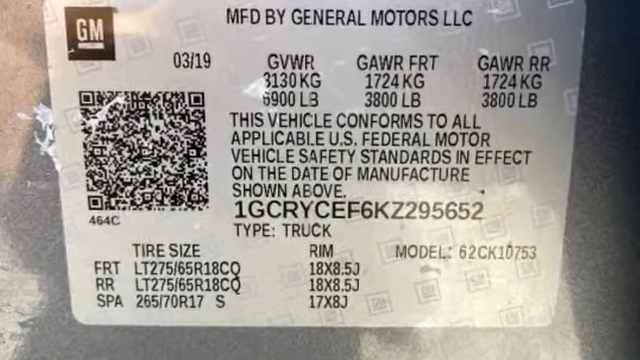 GM
MFD BY GENERAL MOTORS LLC
03/19 GVWR GAWR FRT GAWR RR
3130 KG 1724 KG 1724 KG
6900 LB 3800 LB 3800 LB
THIS VEHICLE CONFORMS TO ALL
APPLICABLE U.S. FEDERAL MOTOR
VEHICLE SAFETY STANDARDS IN EFFECT
ON THE DATE OF MANUFACTURE
SHOWN ABOVE.
1GCRYCEF6KZ295652
464C
TYPE: TRUCK
TIRE SIZE RIM MODEL: 62CK10753
FRT LT275/65R18CQ 18X8.5J
RR LT275/65R18CQ 18X8.5J
SPA 265/70R17 S 17X8J